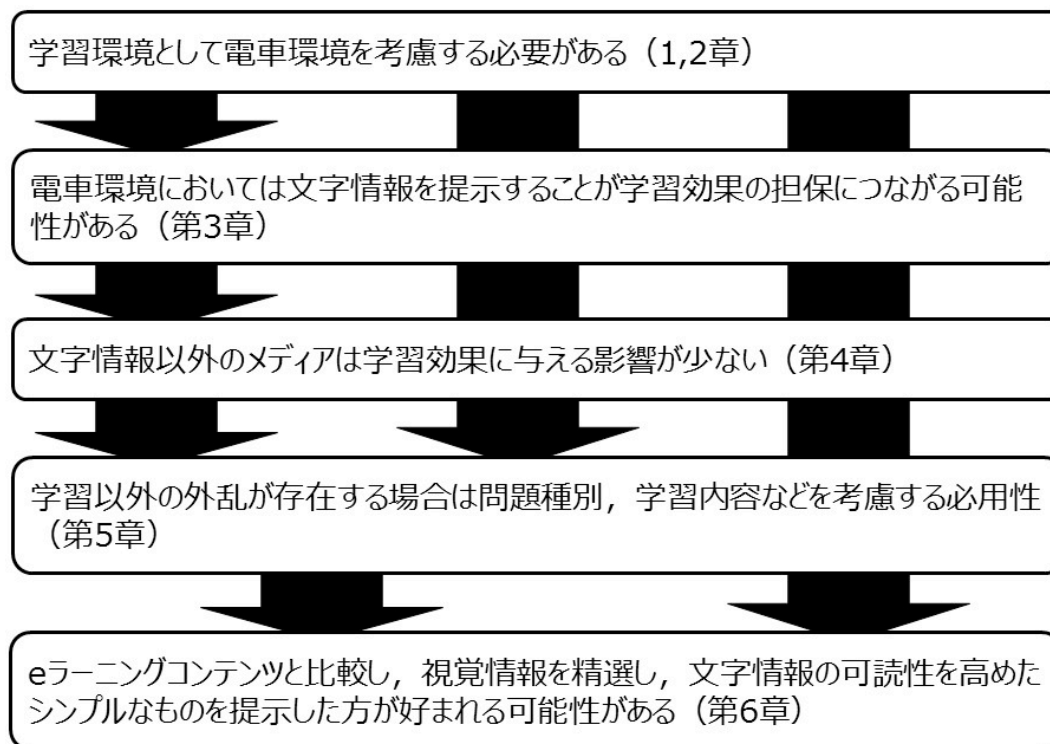 学習環境として電車環境を考慮する必要がある（1,2章）
電車環境においては文字情報を提示することが学習効果の担保につながる可能
性がある（第3章）
文字情報以外のメディアは学習効果に与える影響が少ない（第4章）
学習以外の外乱が存在する場合は問題種別，学習内容などを考慮する必用性
（第5章）
eラーニングコンテンツと比較し，視覚情報を精選し，文字情報の可読性を高めた
シンプルなものを提示した方が好まれる可能性がある（第6章）